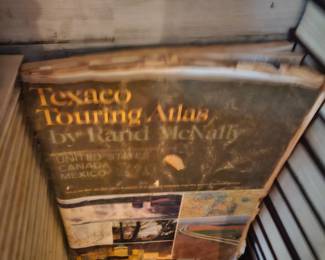 Texaco
Touring Atlas
by Rand McNally
UNITED STATES
CANADA
MEXICO